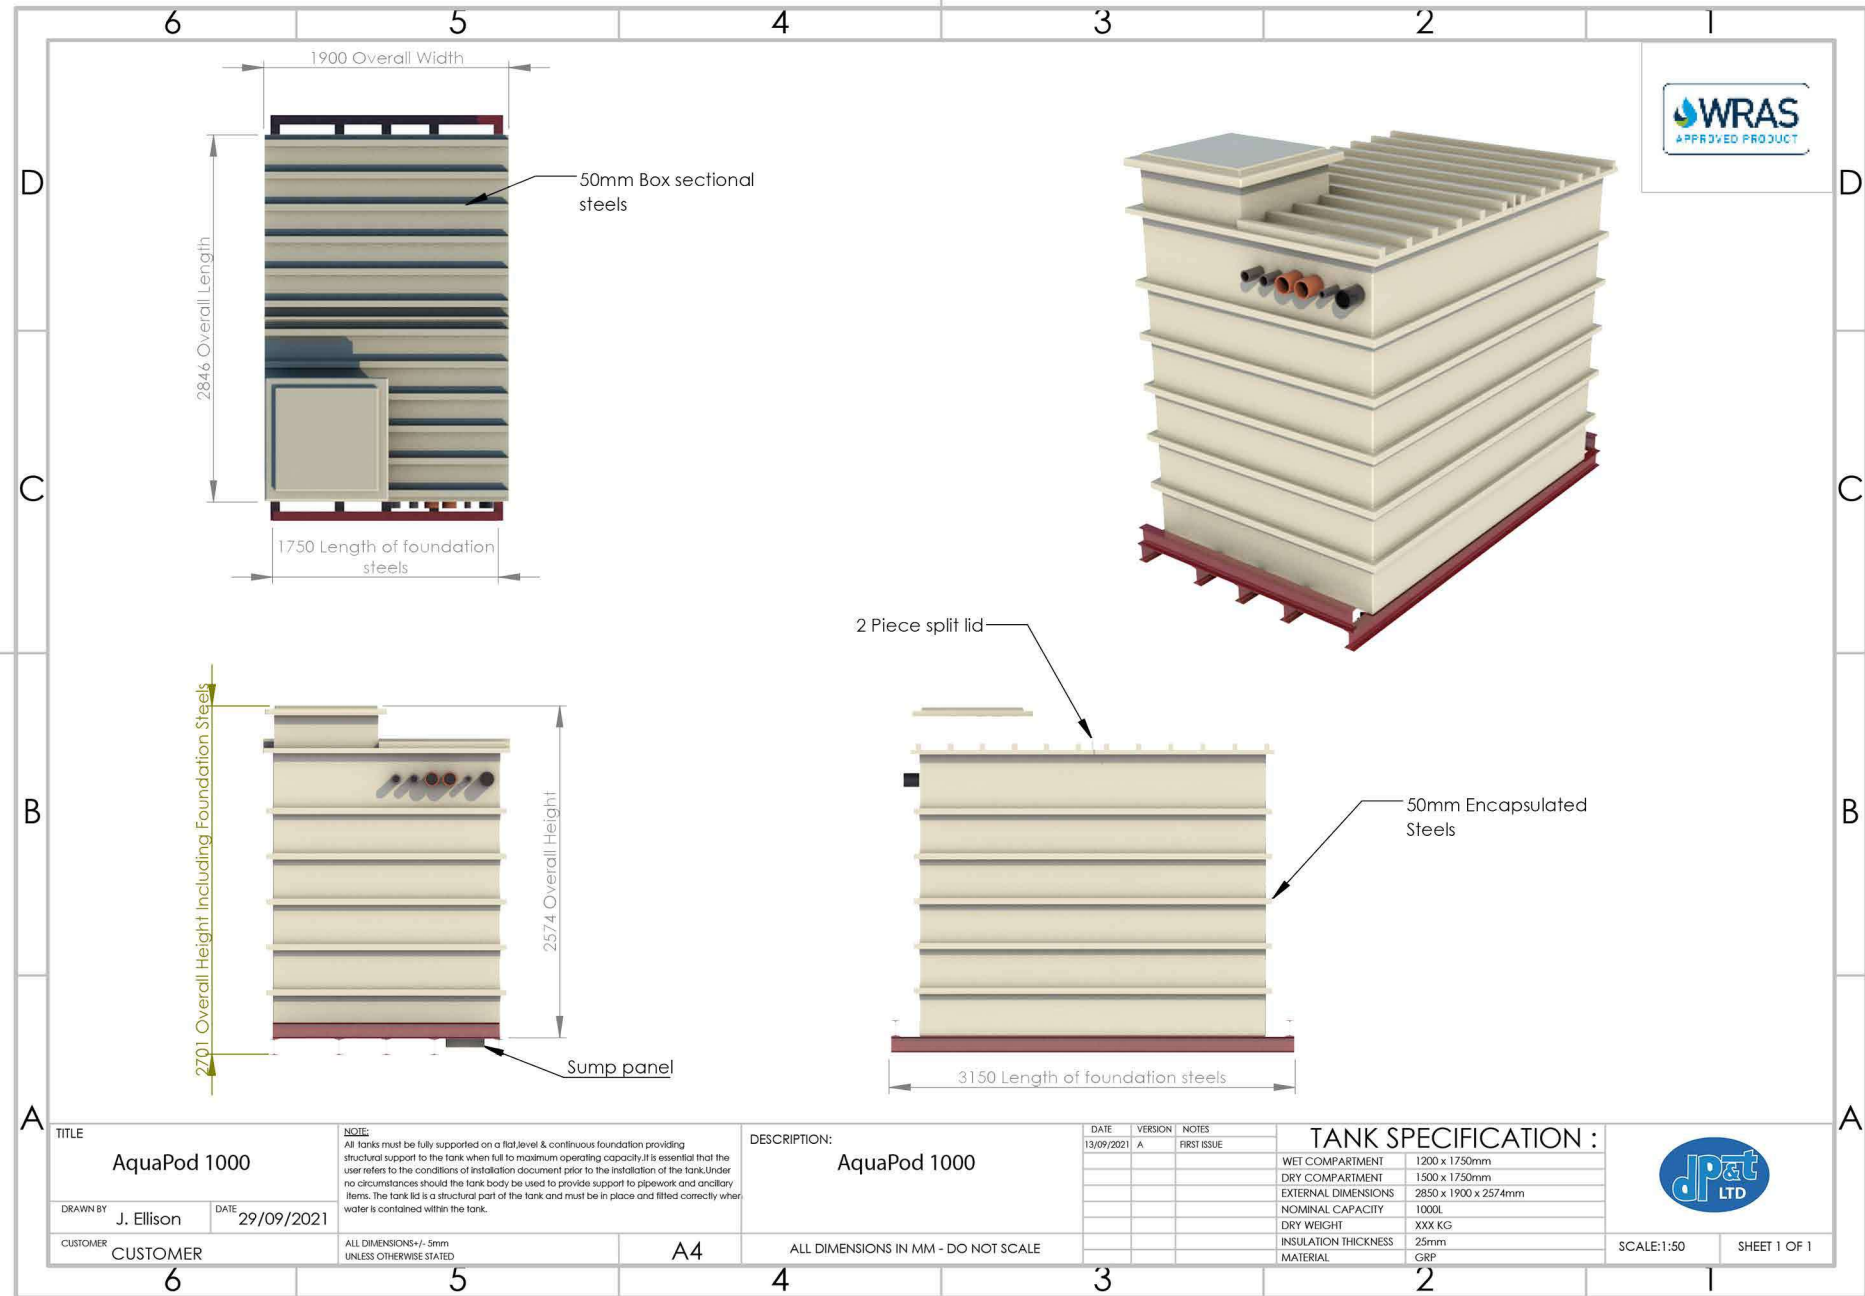 6 5 4 3 2 1
1900 Overall Width
WRAS
APPROVED PRODUCT
D
D
50mm Box sectional
steels
2846 Overall Length
C
C
1750 Length of foundation
steels
2 Piece split lid
2701 Overall Height Including Foundation Steels
2574 Overall Height
50mm Encapsulated
Steels
B
B
Sump panel
3150 Length of foundation steels
A
A
TITLE
AquaPod 1000
DRAWN BY J. Ellison
DATE 29/09/2021
CUSTOMER CUSTOMER
NOTE:
All tanks must be fully supported on a flat,level & continuous foundation providing
structural support to the tank when full to maximum operating capacity.It is essential that the
user refers to the conditions of installation document prior to the installation of the tank.Under
no circumstances should the tank body be used to provide support to pipework and ancillary
items. The tank lid is a structural part of the tank and must be in place and fitted correctly when
water is contained within the tank.
ALL DIMENSIONS+/- 5mm
UNLESS OTHERWISE STATED
A4
DESCRIPTION:
AquaPod 1000
ALL DIMENSIONS IN MM - DO NOT SCALE
DATE VERSION NOTES
13/09/2021 A FIRST ISSUE
TANK SPECIFICATION :
WET COMPARTMENT 1200 x 1750mm
DRY COMPARTMENT 1500 x 1750mm
EXTERNAL DIMENSIONS 2850 x 1900 x 2574mm
NOMINAL CAPACITY 1000L
DRY WEIGHT XXX KG
INSULATION THICKNESS 25mm
MATERIAL GRP
dp&t
LTD
SCALE:1:50
SHEET 1 OF 1
6 5 4 3 2 1